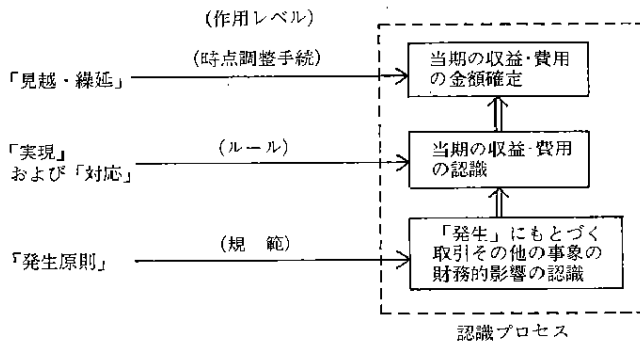 (作用レベル)
(時点調整手続)
「見越・繰延」
当期の収益・費用
の金額確定
「実現」
および「対応」
(ルール)
当期の収益・費用
の認識
「発生原則」
(規 範)
「発生」にもとづく
取引その他の事象の
財務的影響の認識
認識プロセス